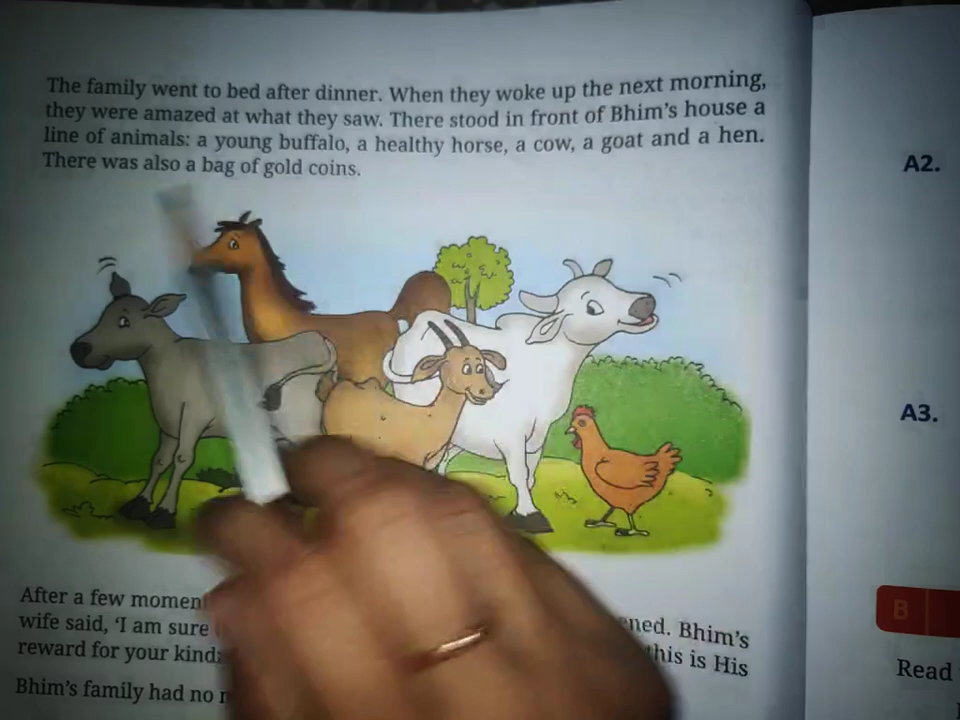 The family went to bed after dinner. When they woke up the next morning,
they were amazed at what they saw. There stood in front of Bhim's house a
line of animals: a young buffalo, a healthy horse, a cow, a goat and a hen.
There was also a bag of gold coins.
After a few
wife said, 'I am sure
reward for your
Bhim's family had no
Bhim's
this is His
A2.
A3.
B
Read